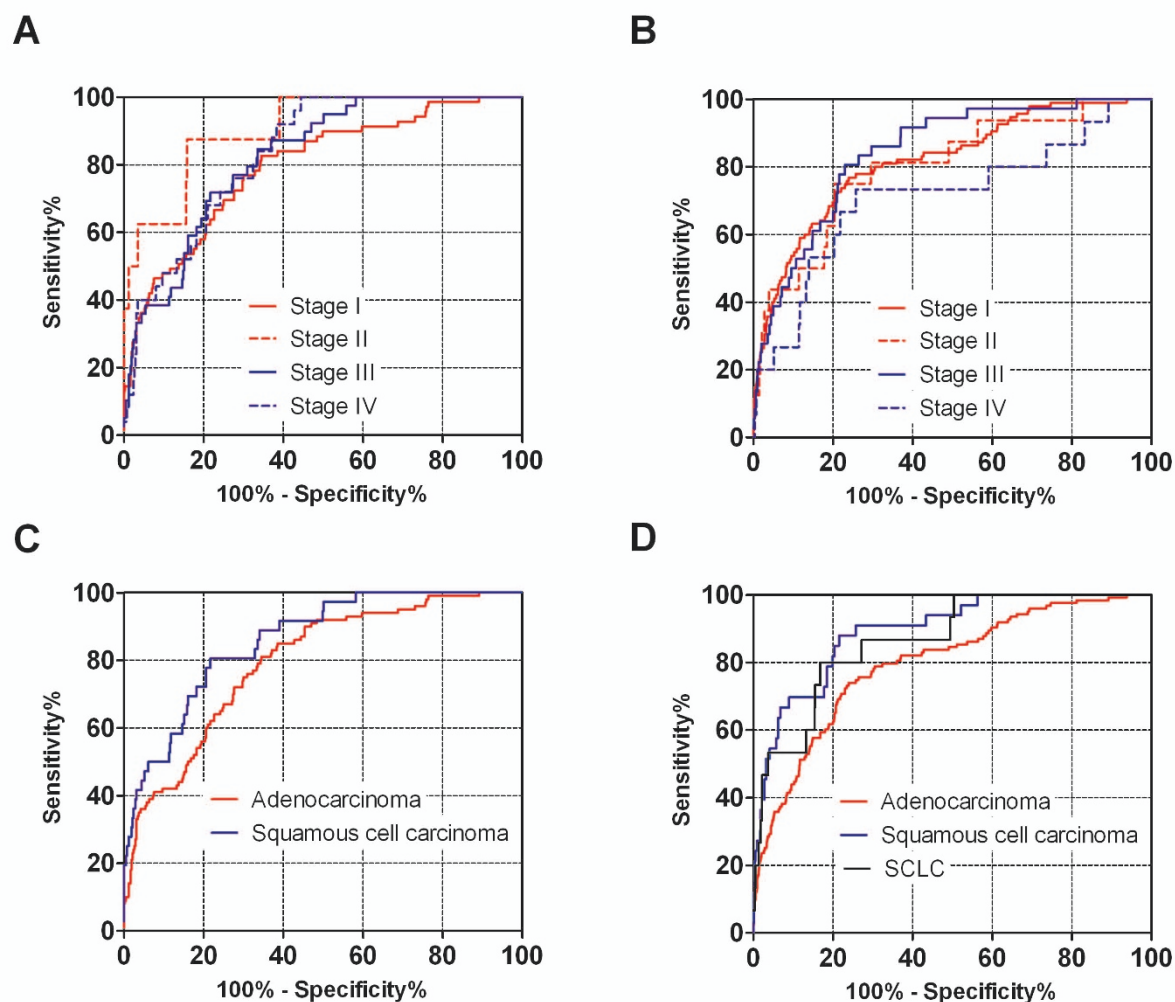 A
Sensitivity%
100
80
60
40
20
0
Stage I
Stage II
Stage III
Stage IV
0 20 40 60 80 100
100% - Specificity%
B
Sensitivity%
100
80
60
40
20
0
Stage I
Stage II
Stage III
Stage IV
0 20 40 60 80 100
100% - Specificity%
C
Sensitivity%
100
80
60
40
20
0
Adenocarcinoma
Squamous cell carcinoma
0 20 40 60 80 100
100% - Specificity%
D
Sensitivity%
100
80
60
40
20
0
Adenocarcinoma
Squamous cell carcinoma
SCLC
0 20 40 60 80 100
100% - Specificity%